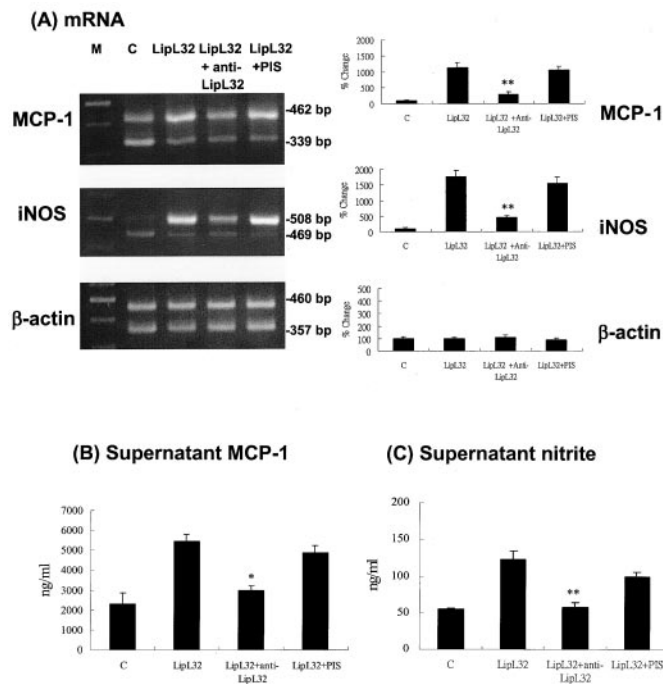 (A) mRNA
M C LipL32 LipL32 LipL32
+ anti- +PIS
LipL32
MCP-1
-462 bp
-339 bp
iNOS
-508 bp
-469 bp
β-actin
-460 bp
-357 bp
% Change
1500
1000
500
0
**
C LipL32 LipL32 +Anti- LipL32+PIS
LipL32
MCP-1
% Change
2000
1500
1000
500
0
**
C LipL32 LipL32 +Anti- LipL32+PIS
LipL32
iNOS
% Change
500
400
300
200
100
0
C LipL32 LipL32 +Anti- LipL32+PIS
LipL32
β-actin
(B) Supernatant MCP-1
ng/ml
7000
6000
5000
4000
3000
2000
1000
0
*
C LipL32 LipL32+anti- LipL32+PIS
LipL32
(C) Supernatant nitrite
ng/ml
200
150
100
50
0
**
C LipL32 LipL32+anti- LipL32+PIS
LipL32